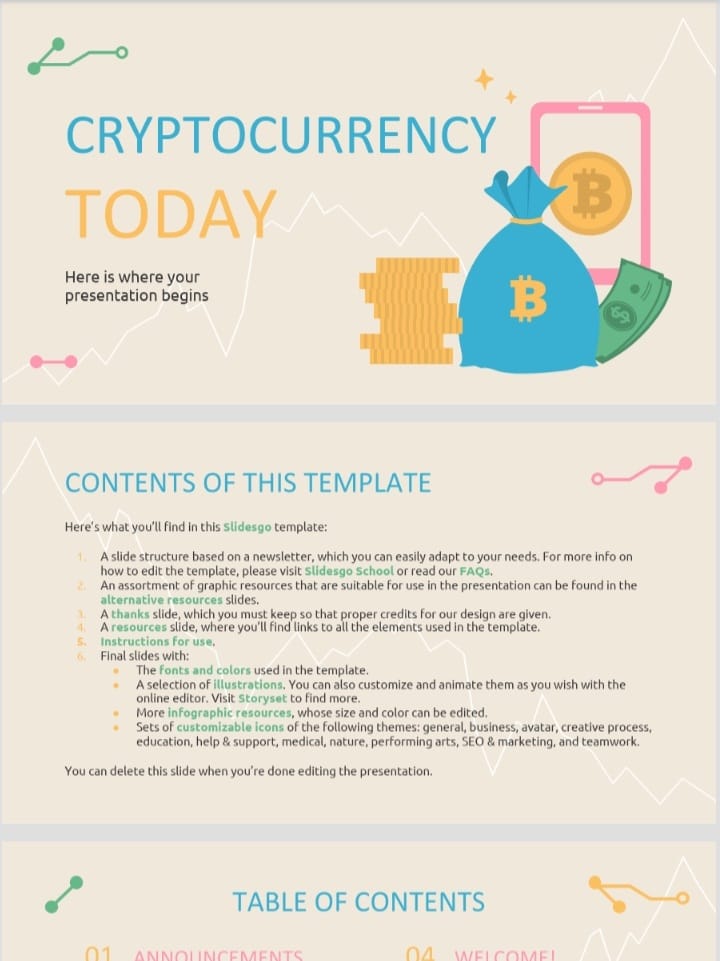 CRYPTOCURRENCY
TODAY
Here is where your
presentation begins
B
B
$
CONTENTS OF THIS TEMPLATE
Here's what you'll find in this Slidesgo template:
1. A slide structure based on a newsletter, which you can easily adapt to your needs. For more info on
how to edit the template, please visit Slidesgo School or read our FAQs.
2. An assortment of graphic resources that are suitable for use in the presentation can be found in the
alternative resources slides.
3. A thanks slide, which you must keep so that proper credits for our design are given.
4. A resources slide, where you'll find links to all the elements used in the template.
5. Instructions for use.
6. Final slides with:
● The fonts and colors used in the template.
● A selection of illustrations. You can also customize and animate them as you wish with the
online editor. Visit Storyset to find more.
● More infographic resources, whose size and color can be edited.
● Sets of customizable icons of the following themes: general, business, avatar, creative process,
education, help & support, medical, nature, performing arts, SEO & marketing, and teamwork.
You can delete this slide when you're done editing the presentation.
TABLE OF CONTENTS
01 ANNOUNCEMENTS 04 WELCOME!